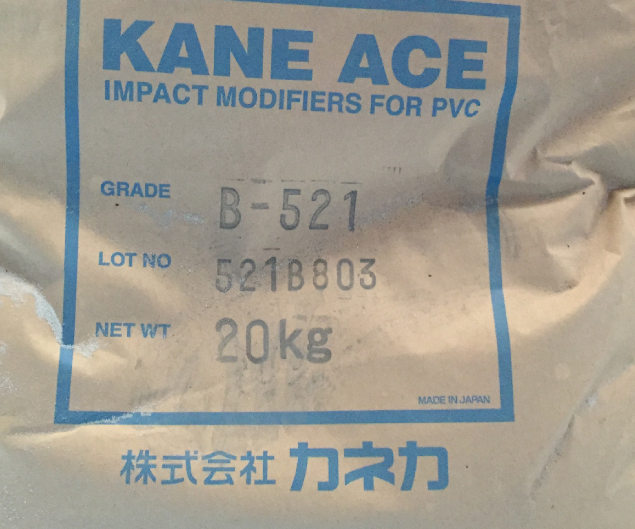 KANE ACE
IMPACT MODIFIERS FOR PVC
GRADE B-521
LOT NO 521B803
NET WT 20kg
MADE IN JAPAN
株式会社 カネカ